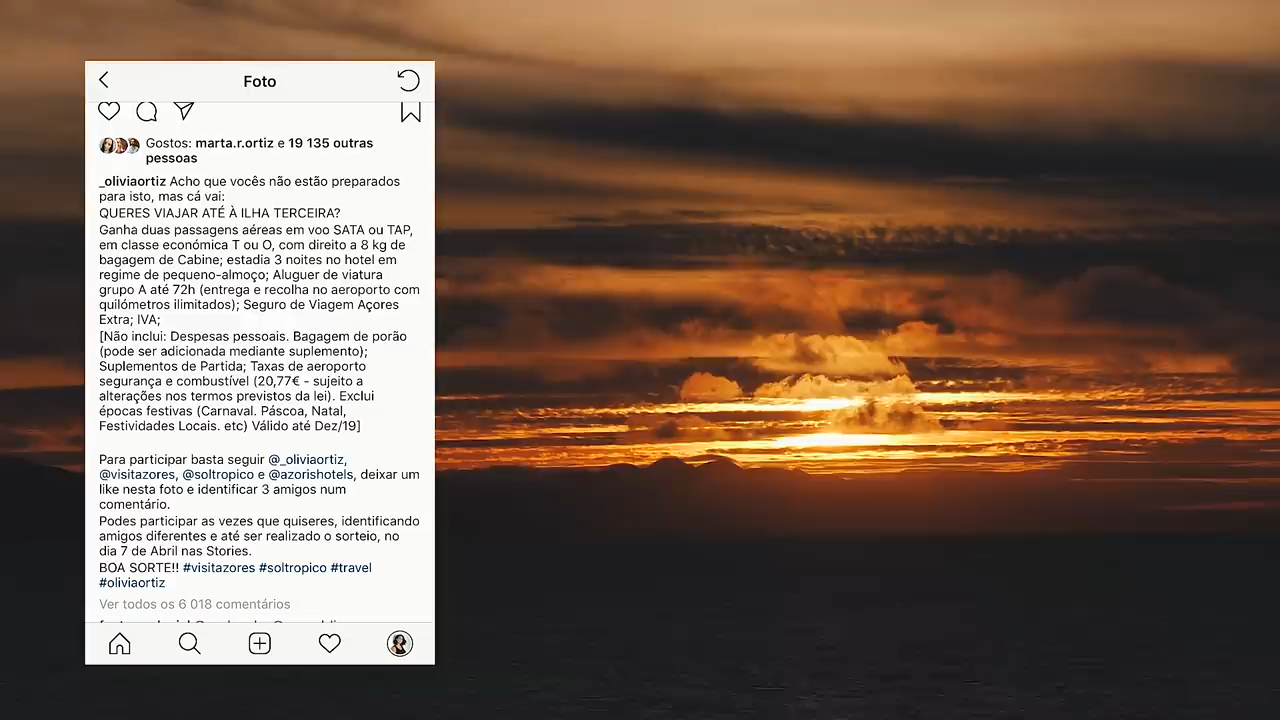 Foto
Gostos: marta.r.ortiz e 19 135 outras
pessoas
_oliviaortiz Acho que vocês não estão preparados
para isto, mas cá vai:
QUERES VIAJAR ATÉ À ILHA TERCEIRA?
Ganha duas passagens aéreas em voo SATA ou TAP,
em classe económica T ou O, com direito a 8 kg de
bagagem de Cabine; estadia 3 noites no hotel em
regime de pequeno-almoço; Aluguer de viatura
grupo A até 72h (entrega e recolha no aeroporto com
quilómetros ilimitados); Seguro de Viagem Açores
Extra; IVA;
[Não inclui: Despesas pessoais. Bagagem de porão
(pode ser adicionada mediante suplemento);
Suplementos de Partida; Taxas de aeroporto
segurança e combustível (20,77€ - sujeito a
alterações nos termos previstos da lei). Exclui
épocas festivas (Carnaval. Páscoa, Natal,
Festividades Locais. etc) Válido até Dez/19]
Para participar basta seguir @_oliviaortiz,
@visitazores, @soltropico e @azorishotels, deixar um
like nesta foto e identificar 3 amigos num
comentário.
Podes participar as vezes que quiseres, identificando
amigos diferentes e até ser realizado o sorteio, no
dia 7 de Abril nas Stories.
BOA SORTE!! #visitazores #soltropico #travel
#oliviaortiz
Ver todos os 6 018 comentários